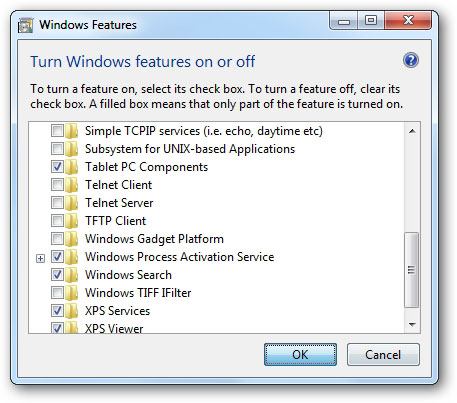 Windows Features
Turn Windows features on or off
To turn a feature on, select its check box. To turn a feature off, clear its
check box. A filled box means that only part of the feature is turned on.
Simple TCPIP services (i.e. echo, daytime etc)
Subsystem for UNIX-based Applications
Tablet PC Components
Telnet Client
Telnet Server
TFTP Client
Windows Gadget Platform
Windows Process Activation Service
Windows Search
Windows TIFF IFilter
XPS Services
XPS Viewer
OK
Cancel